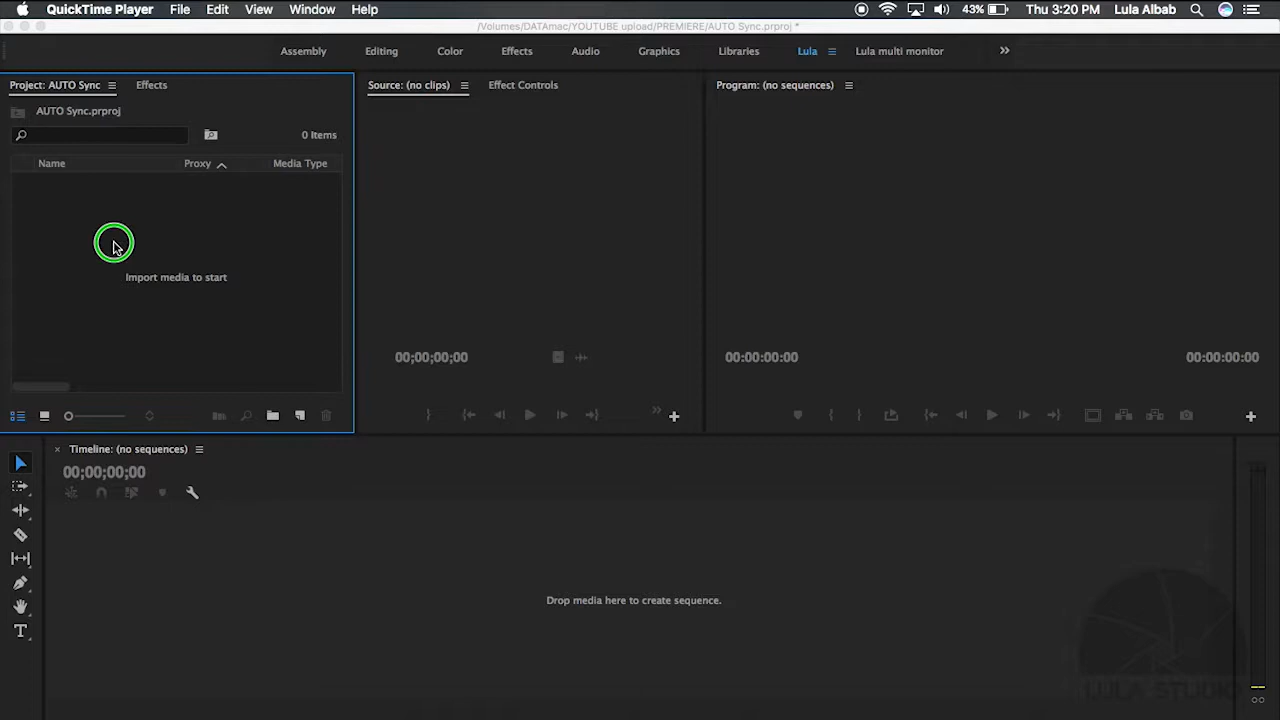 QuickTime Player File Edit View Window Help 43% Thu 3:20 PM Lula Albab
/Volumes/DATAmac/YOUTUBE upload/PREMIERE/AUTO Sync.prproj *
Assembly Editing Color Effects Audio Graphics Libraries Lula Lula multi monitor
Project: AUTO Sync Effects Source: (no clips) Effect Controls Program: (no sequences)
AUTO Sync.prproj
0 Items
Name Proxy Media Type
Import media to start
00;00;00;00 00:00:00:00 00:00:00:00
Timeline: (no sequences)
00;00;00;00
Drop media here to create sequence.
LULA STUDIO